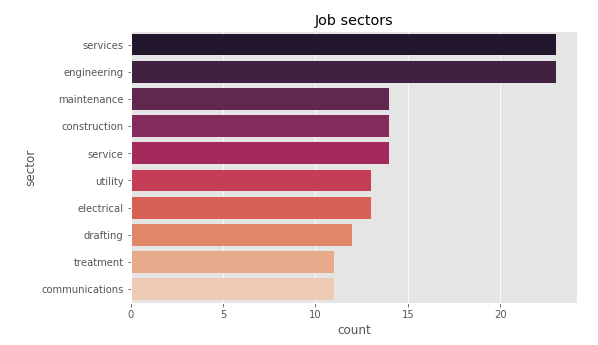 Job sectors
services
engineering
maintenance
construction
service
utility
electrical
drafting
treatment
communications
sector
0 5 10 15 20
count